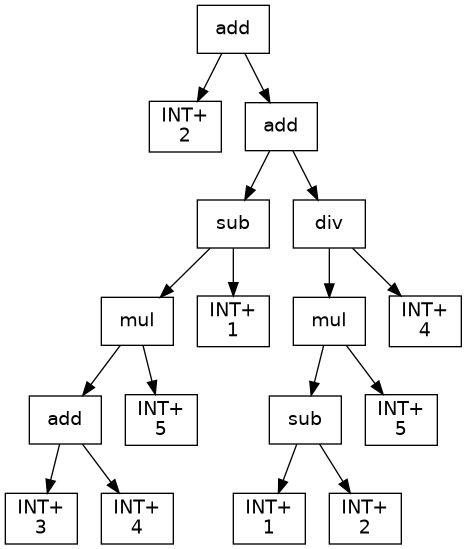 add
INT+
2
add
sub
div
mul
INT+
1
mul
INT+
4
add
INT+
5
sub
INT+
5
INT+
3
INT+
4
INT+
1
INT+
2